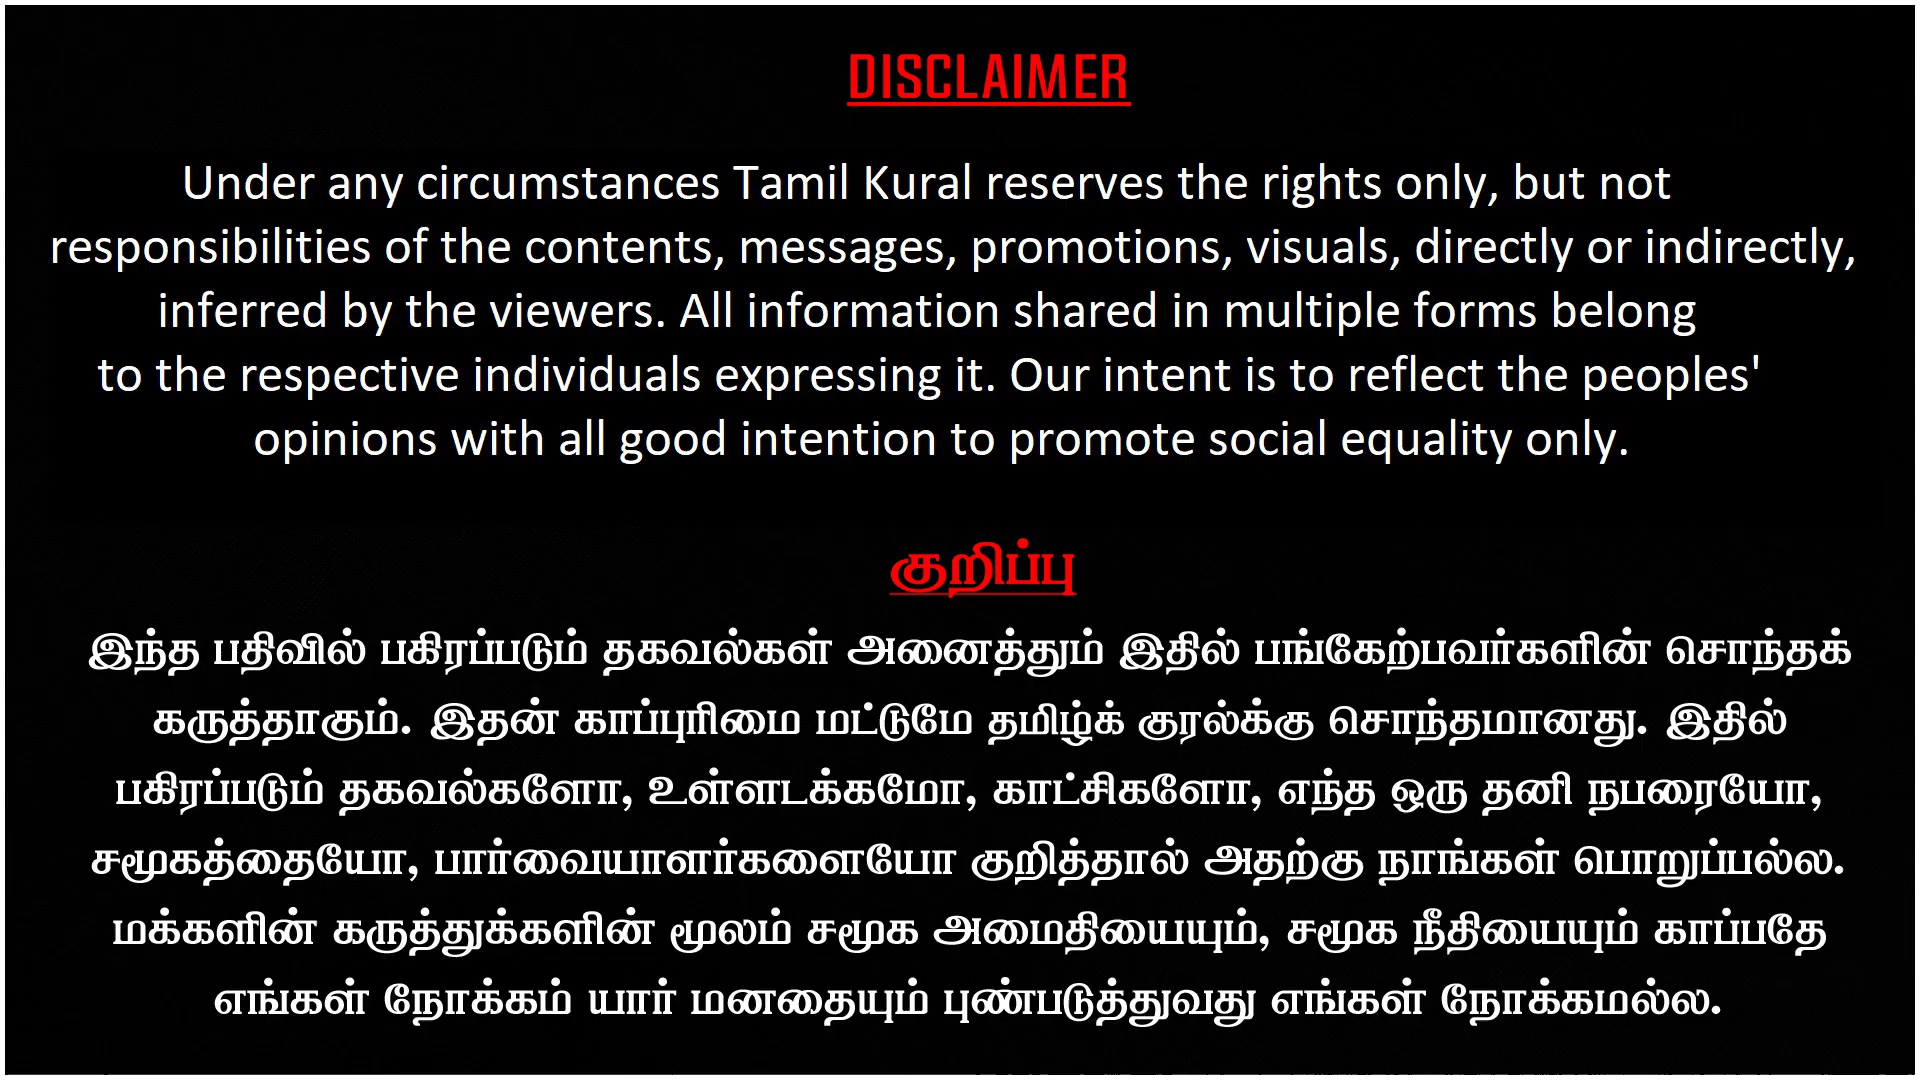 DISCLAIMER
Under any circumstances Tamil Kural reserves the rights only, but not
responsibilities of the contents, messages, promotions, visuals, directly or indirectly,
inferred by the viewers. All information shared in multiple forms belong
to the respective individuals expressing it. Our intent is to reflect the peoples'
opinions with all good intention to promote social equality only.
குறிப்பு
இந்த பதிவில் பகிரப்படும் தகவல்கள் அனைத்தும் இதில் பங்கேற்பவர்களின் சொந்தக்
கருத்தாகும். இதன் காப்புரிமை மட்டுமே தமிழ்க் குரல்க்கு சொந்தமானது. இதில்
பகிரப்படும் தகவல்களோ, உள்ளடக்கமோ, காட்சிகளோ, எந்த ஒரு தனி நபரையோ,
சமூகத்தையோ, பார்வையாளர்களையோ குறித்தால் அதற்கு நாங்கள் பொறுப்பல்ல.
மக்களின் கருத்துக்களின் மூலம் சமூக அமைதியையும், சமூக நீதியையும் காப்பதே
எங்கள் நோக்கம் யார் மனதையும் புண்படுத்துவது எங்கள் நோக்கமல்ல.